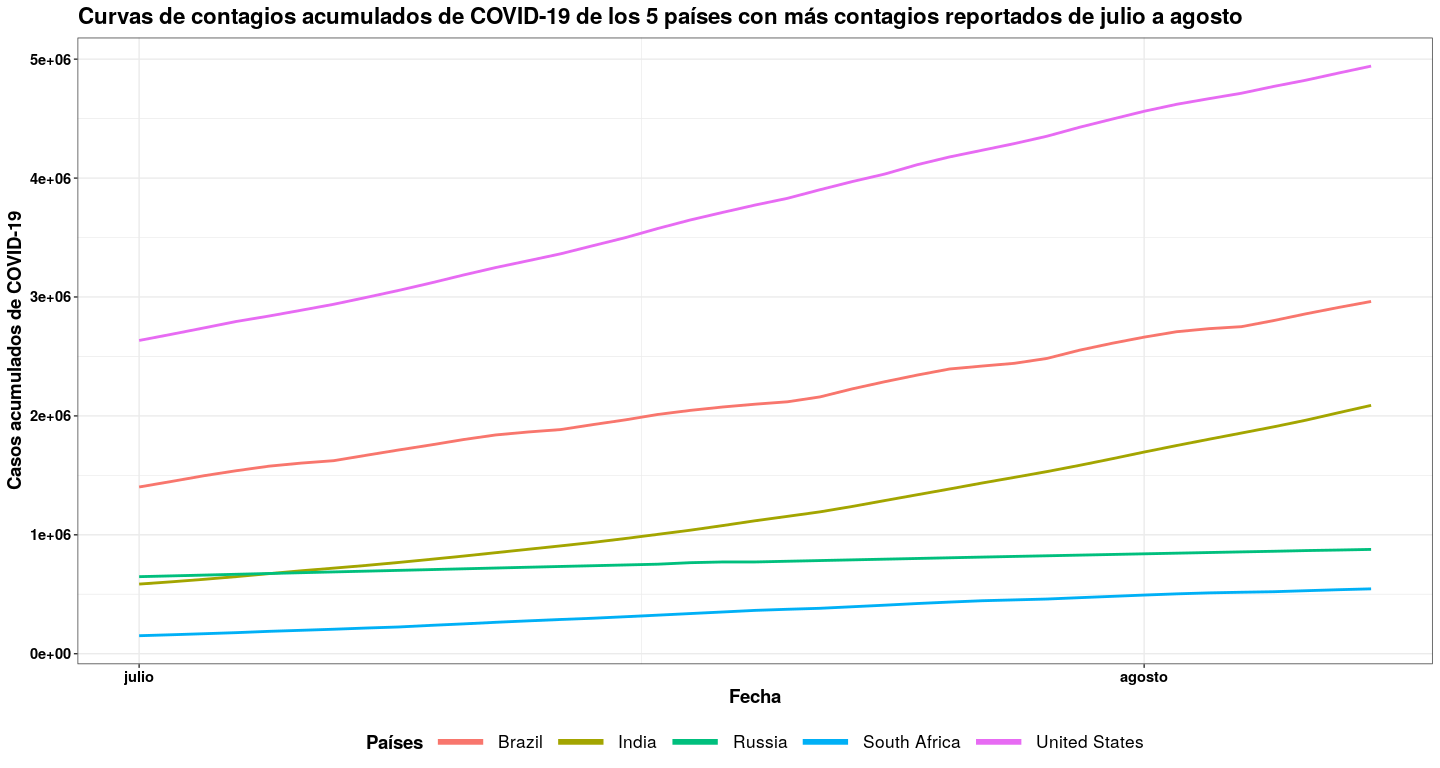 Curvas de contagios acumulados de COVID-19 de los 5 países con más contagios reportados de julio a agosto
Casos acumulados de COVID-19
5e+06
4e+06
3e+06
2e+06
1e+06
0e+00
julio
agosto
Fecha
Países Brazil India Russia South Africa United States